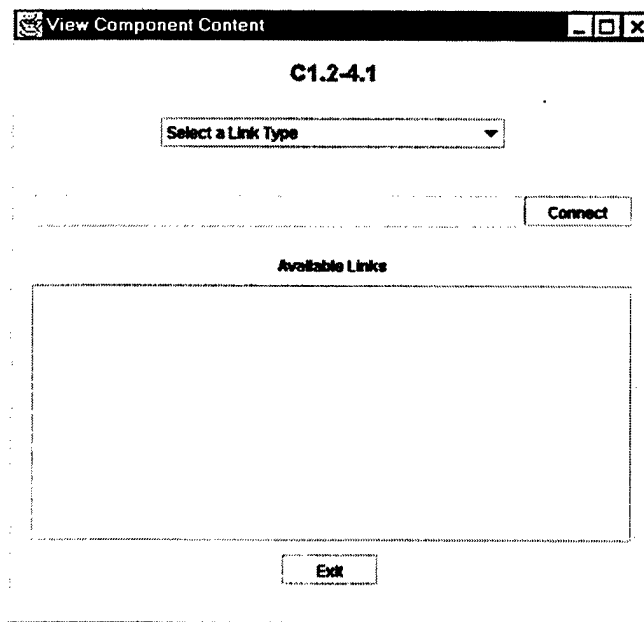 View Component Content
C1.2-4.1
Select a Link Type
Connect
Available Links
Exit